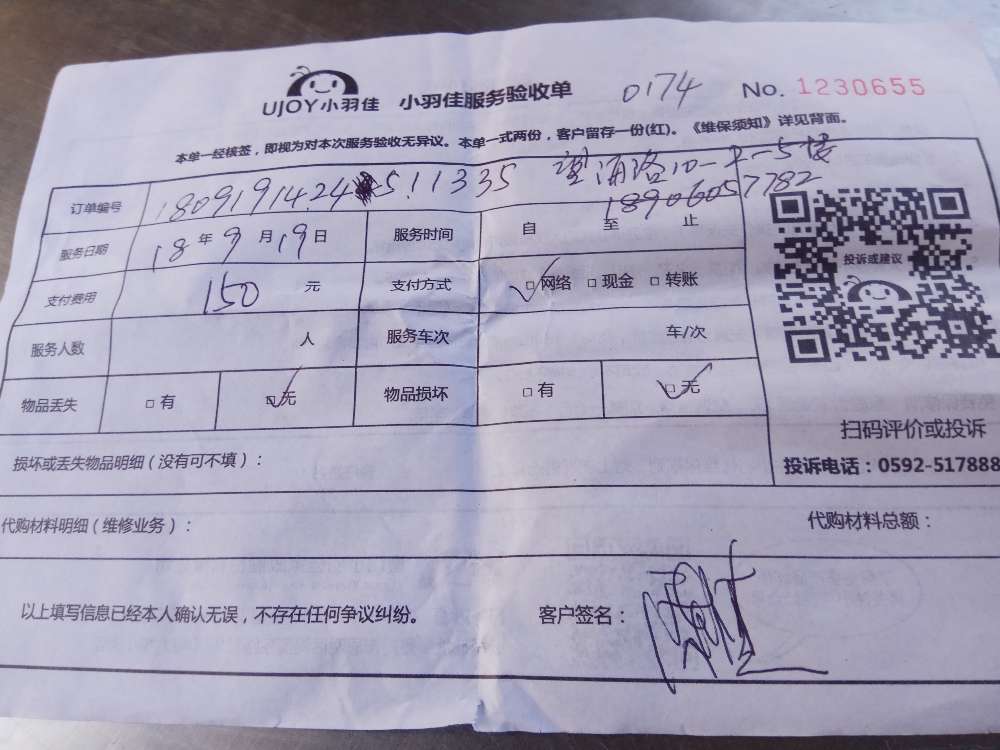 UJOY小羽佳 小羽佳服务验收单 0174 No. 1230655
本单一经核签，即视为对本次服务验收无异议。本单一式两份，客户留存一份(红)。《维保须知》详见背面。
订单编号 1809191424 511335 10-2-5楼
18906057782
服务日期 18年9月19日 服务时间 自 至 止
支付费用 150 元 支付方式 ☑网络 □现金 □转账
投诉或建议
服务人数 人 服务车次 车/次
物品丢失 □有 ☑无 物品损坏 □有 ☑无
扫码评价或投诉
损坏或丢失物品明细（没有可不填）：
投诉电话：0592-517888
代购材料明细（维修业务）：
代购材料总额：
以上填写信息已经本人确认无误，不存在任何争议纠纷。 客户签名：